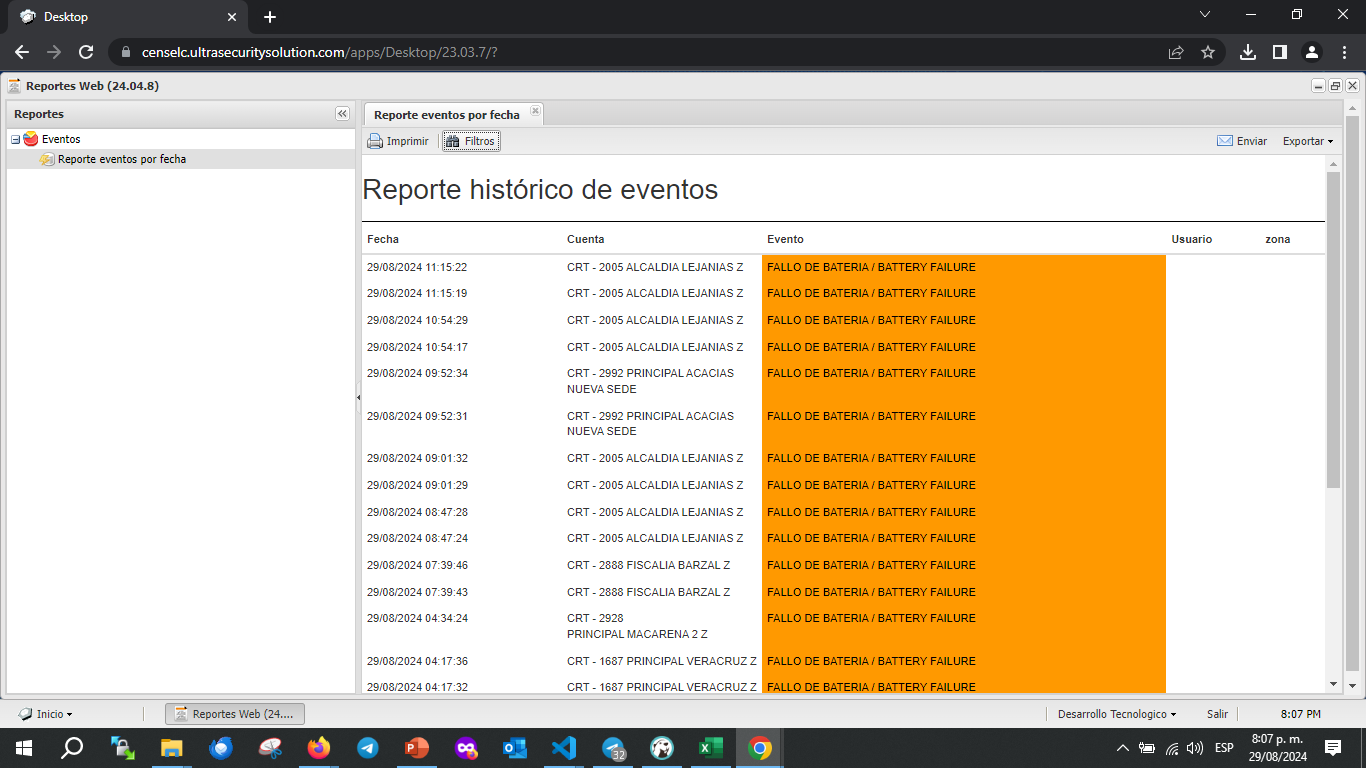 Desktop
censelc.ultrasecuritysolution.com/apps/Desktop/23.03.7/?
Reportes Web (24.04.8)
Reportes
Eventos
Reporte eventos por fecha
Reporte eventos por fecha
Imprimir
Filtros
Enviar
Exportar
Reporte histórico de eventos
Fecha Cuenta Evento Usuario zona
29/08/2024 11:15:22 CRT - 2005 ALCALDIA LEJANIAS Z FALLO DE BATERIA / BATTERY FAILURE
29/08/2024 11:15:19 CRT - 2005 ALCALDIA LEJANIAS Z FALLO DE BATERIA / BATTERY FAILURE
29/08/2024 10:54:29 CRT - 2005 ALCALDIA LEJANIAS Z FALLO DE BATERIA / BATTERY FAILURE
29/08/2024 10:54:17 CRT - 2005 ALCALDIA LEJANIAS Z FALLO DE BATERIA / BATTERY FAILURE
29/08/2024 09:52:34 CRT - 2992 PRINCIPAL ACACIAS FALLO DE BATERIA / BATTERY FAILURE
NUEVA SEDE
29/08/2024 09:52:31 CRT - 2992 PRINCIPAL ACACIAS FALLO DE BATERIA / BATTERY FAILURE
NUEVA SEDE
29/08/2024 09:01:32 CRT - 2005 ALCALDIA LEJANIAS Z FALLO DE BATERIA / BATTERY FAILURE
29/08/2024 09:01:29 CRT - 2005 ALCALDIA LEJANIAS Z FALLO DE BATERIA / BATTERY FAILURE
29/08/2024 08:47:28 CRT - 2005 ALCALDIA LEJANIAS Z FALLO DE BATERIA / BATTERY FAILURE
29/08/2024 08:47:24 CRT - 2005 ALCALDIA LEJANIAS Z FALLO DE BATERIA / BATTERY FAILURE
29/08/2024 07:39:46 CRT - 2888 FISCALIA BARZAL Z FALLO DE BATERIA / BATTERY FAILURE
29/08/2024 07:39:43 CRT - 2888 FISCALIA BARZAL Z FALLO DE BATERIA / BATTERY FAILURE
29/08/2024 04:34:24 CRT - 2928 FALLO DE BATERIA / BATTERY FAILURE
PRINCIPAL MACARENA 2 Z
29/08/2024 04:17:36 CRT - 1687 PRINCIPAL VERACRUZ Z FALLO DE BATERIA / BATTERY FAILURE
29/08/2024 04:17:32 CRT - 1687 PRINCIPAL VERACRUZ Z FALLO DE BATERIA / BATTERY FAILURE
Inicio
Reportes Web (24....
Desarrollo Tecnologico
Salir
8:07 PM
32
ESP
8:07 p. m.
29/08/2024